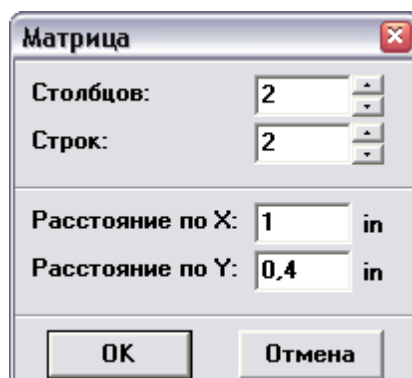 Матрица
Столбцов: 2
Строк: 2
Расстояние по X: 1 in
Расстояние по Y: 0,4 in
OK Отмена